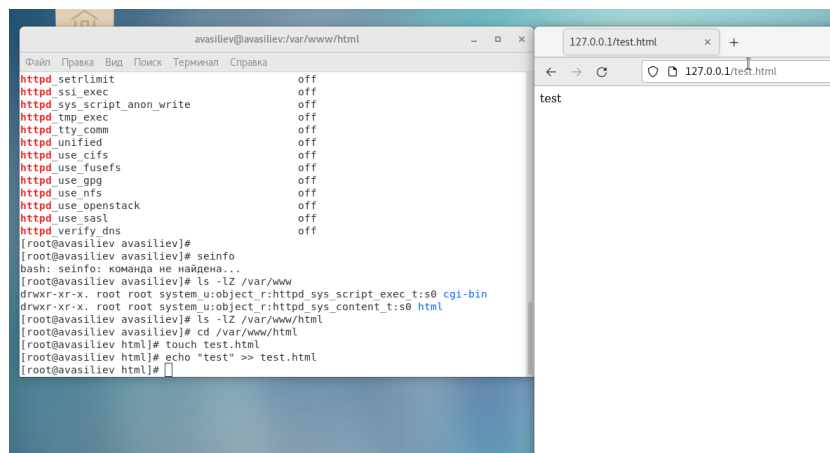 avasiliev@avasiliev:/var/www/html
Файл Правка Вид Поиск Терминал Справка
httpd_setrlimit off
httpd_ssi_exec off
httpd_sys_script_anon_write off
httpd_tmp_exec off
httpd_tty_comm off
httpd_unified off
httpd_use_cifs off
httpd_use_fusefs off
httpd_use_gpg off
httpd_use_nfs off
httpd_use_openstack off
httpd_use_sasl off
httpd_verify_dns off
[root@avasiliev avasiliev]#
[root@avasiliev avasiliev]# seinfo
bash: seinfo: команда не найдена...
[root@avasiliev avasiliev]# ls -lZ /var/www
drwxr-xr-x. root root system_u:object_r:httpd_sys_script_exec_t:s0 cgi-bin
drwxr-xr-x. root root system_u:object_r:httpd_sys_content_t:s0 html
[root@avasiliev avasiliev]# ls -lZ /var/www/html
[root@avasiliev avasiliev]# cd /var/www/html
[root@avasiliev html]# touch test.html
[root@avasiliev html]# echo "test" >> test.html
[root@avasiliev html]#
127.0.0.1/test.html
127.0.0.1/test.html
test